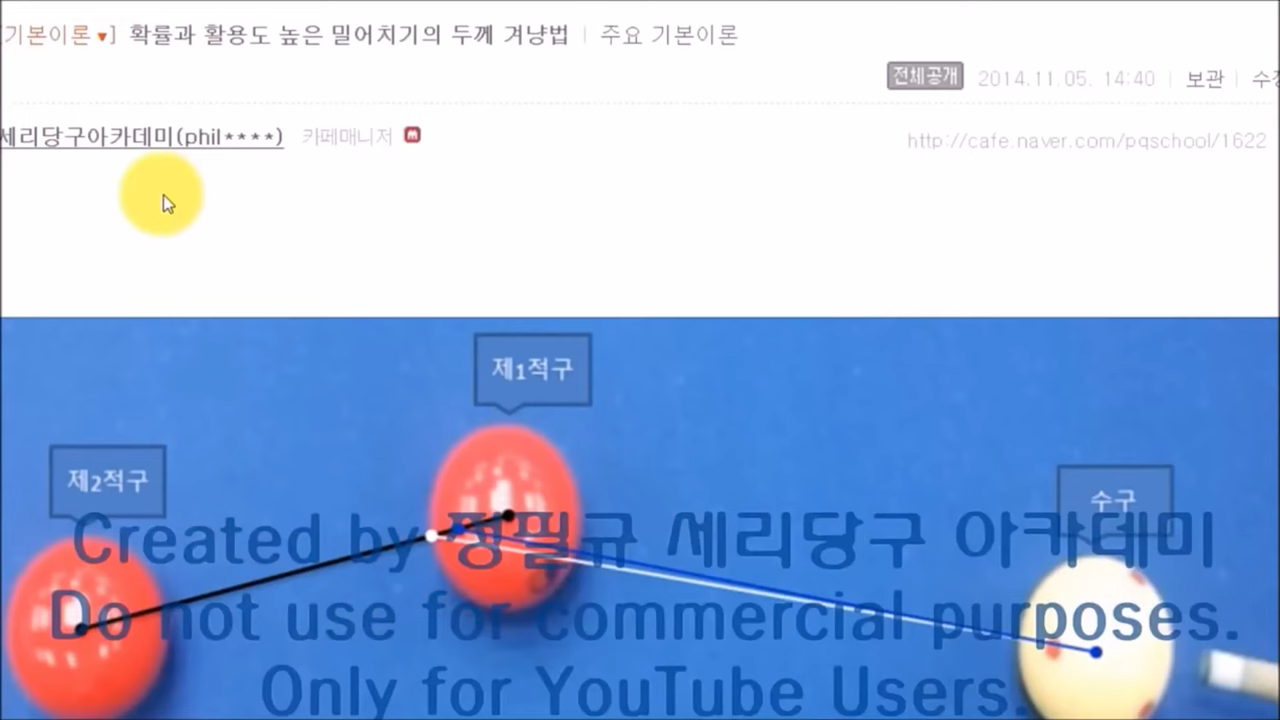 [기본이론 ▼] 확률과 활용도 높은 밀어치기의 두께 겨냥법 | 주요 기본이론
전체공개 2014.11.05. 14:40 | 보관 |
세리당구아카데미(phil****) 카페매니저
http://cafe.naver.com/pqschool/1622
제1적구
제2적구
수구
Created by 정필규 세리당구 아카데미
Do not use for commercial purposes.
Only for YouTube Users.